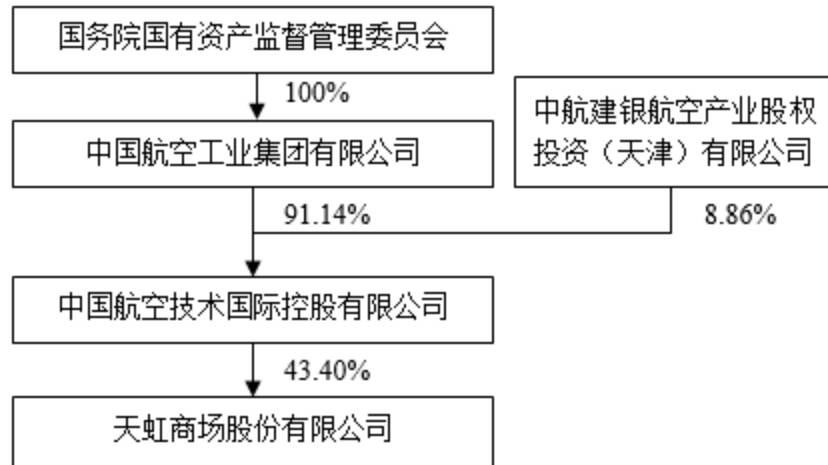 国务院国有资产监督管理委员会
100%
中国航空工业集团有限公司
中航建银航空产业股权
投资（天津）有限公司
91.14%
8.86%
中国航空技术国际控股有限公司
43.40%
天虹商场股份有限公司